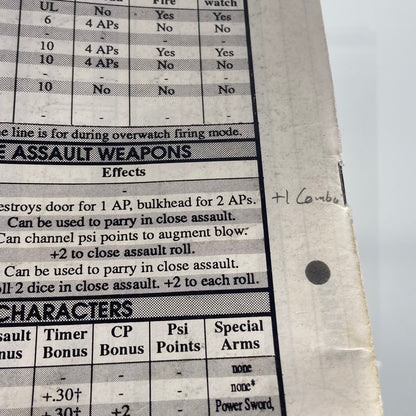 Fire watch
UL No Yes Yes
6 4 APs No No
- - - -
10 4 APs Yes Yes
10 4 APs No No
- - - -
10 No No No
- - - -
- - - -
line is for during overwatch firing mode.
ASSAULT WEAPONS
Effects
-
estroys door for 1 AP, bulkhead for 2 APs.
Can be used to parry in close assault.
Can channel psi points to augment blow.
+2 to close assault roll.
Can be used to parry in close assault.
ll 2 dice in close assault. +2 to each roll.
+1 Combat
CHARACTERS
sault Timer CP Psi Special
nus Bonus Bonus Points Arms
- - - none
+.30† - - none*
+.30† +2 - Power Sword,